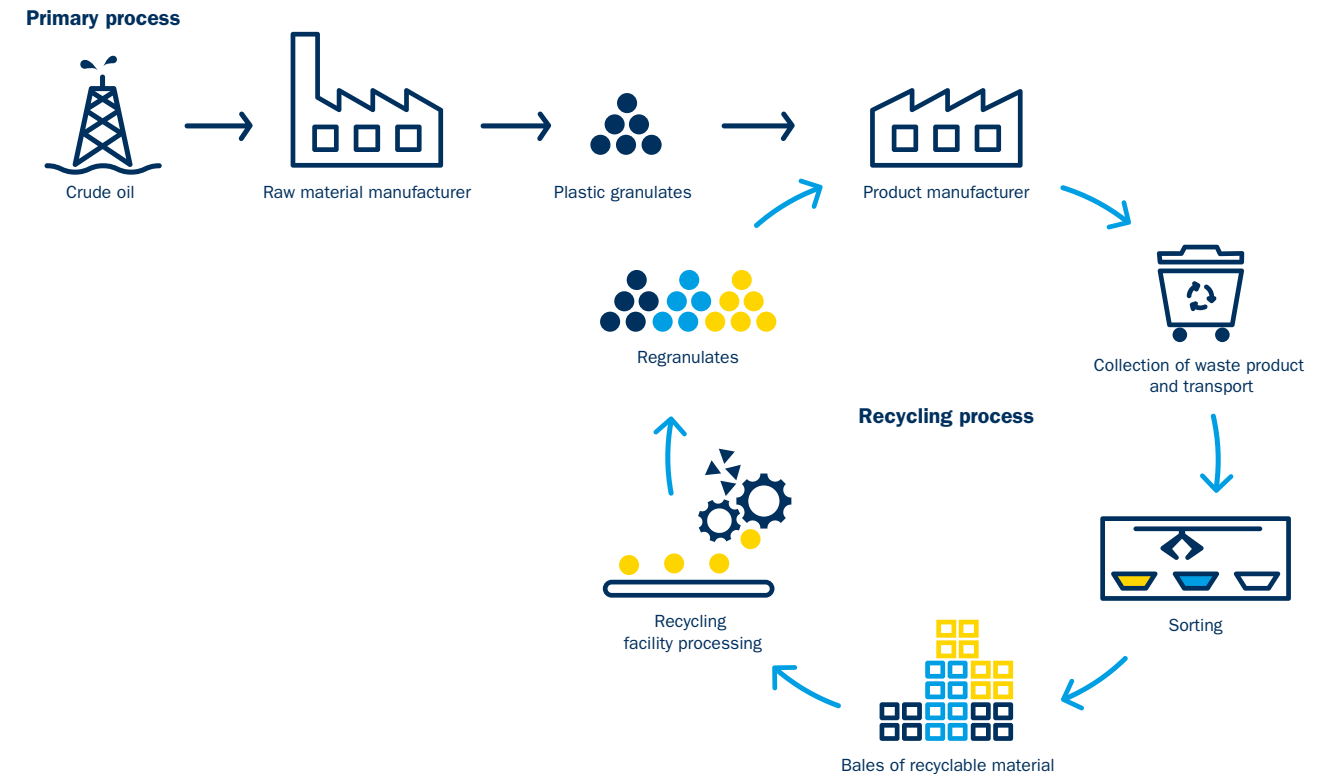 Primary process
Crude oil
Raw material manufacturer
Plastic granulates
Product manufacturer
Regranulates
Collection of waste product
and transport
Recycling process
Recycling
facility processing
Sorting
Bales of recyclable material